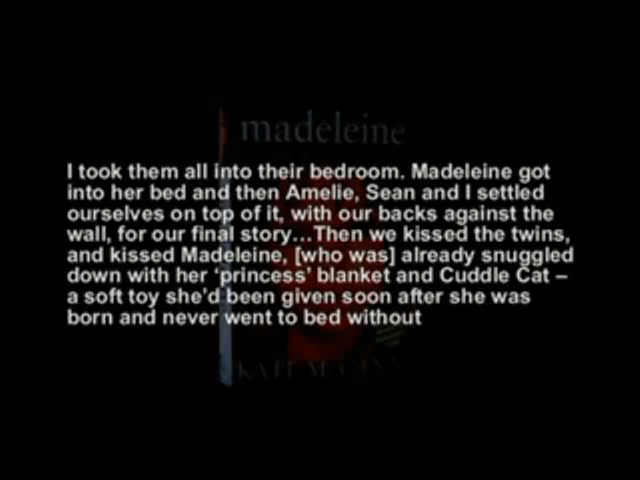 madeleine
I took them all into their bedroom. Madeleine got
into her bed and then Amelie, Sean and I settled
ourselves on top of it, with our backs against the
wall, for our final story...Then we kissed the twins,
and kissed Madeleine, [who was] already snuggled
down with her ‘princess’ blanket and Cuddle Cat –
a soft toy she’d been given soon after she was
born and never went to bed without